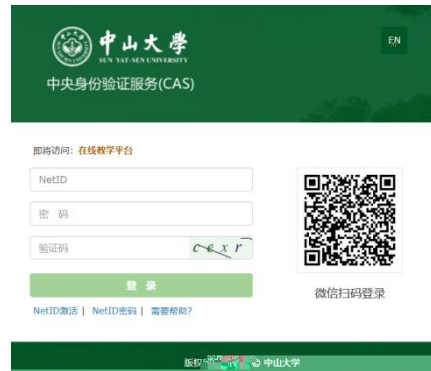 中山大學
SUN YAT-SEN UNIVERSITY
EN
中央身份验证服务(CAS)
即将访问：在线教学平台
NetID
密 码
验证码
cexr
登 录
微信扫码登录
NetID激活 | NetID密码 | 需要帮助?
版权 中山大学